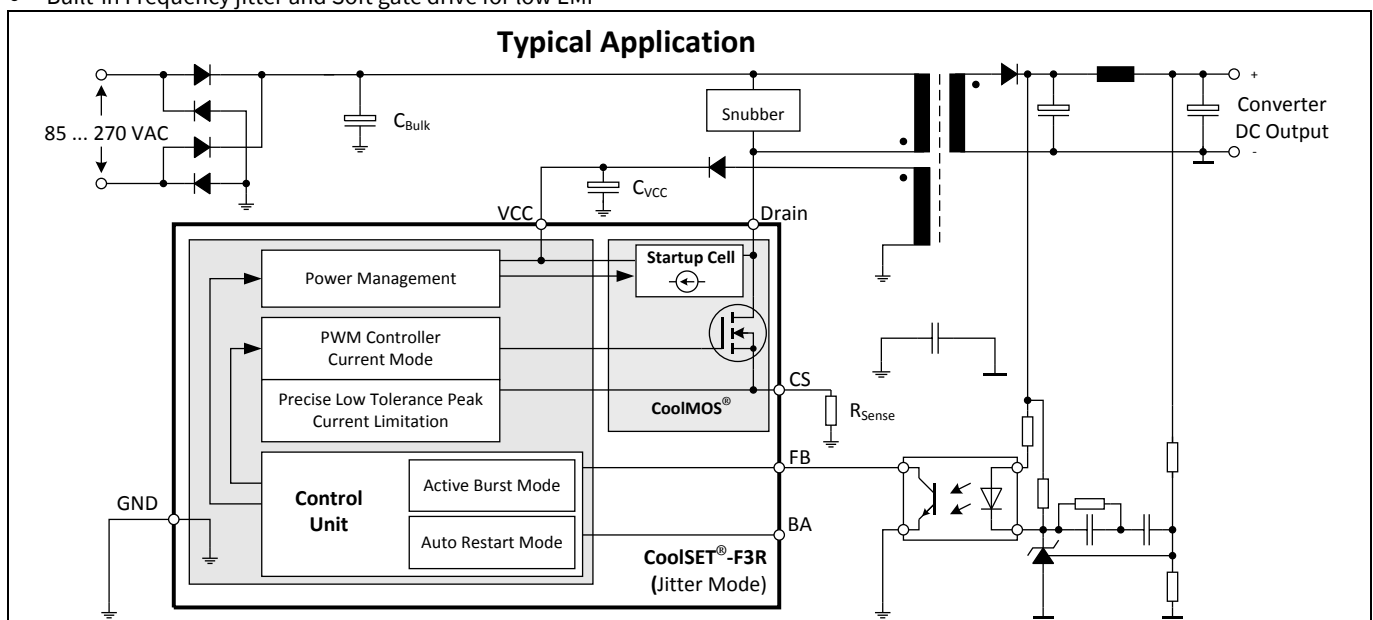 • Built-in Frequency jitter and Soft gate drive for low EMI
Typical Application
85 ... 270 VAC
CBulk
Snubber
+
Converter
DC Output
-
CVCC
VCC
Drain
Power Management
Startup Cell
PWM Controller
Current Mode
Precise Low Tolerance Peak
Current Limitation
CoolMOS®
CS
RSense
FB
GND
Control
Unit
Active Burst Mode
Auto Restart Mode
BA
CoolSET®-F3R
(Jitter Mode)